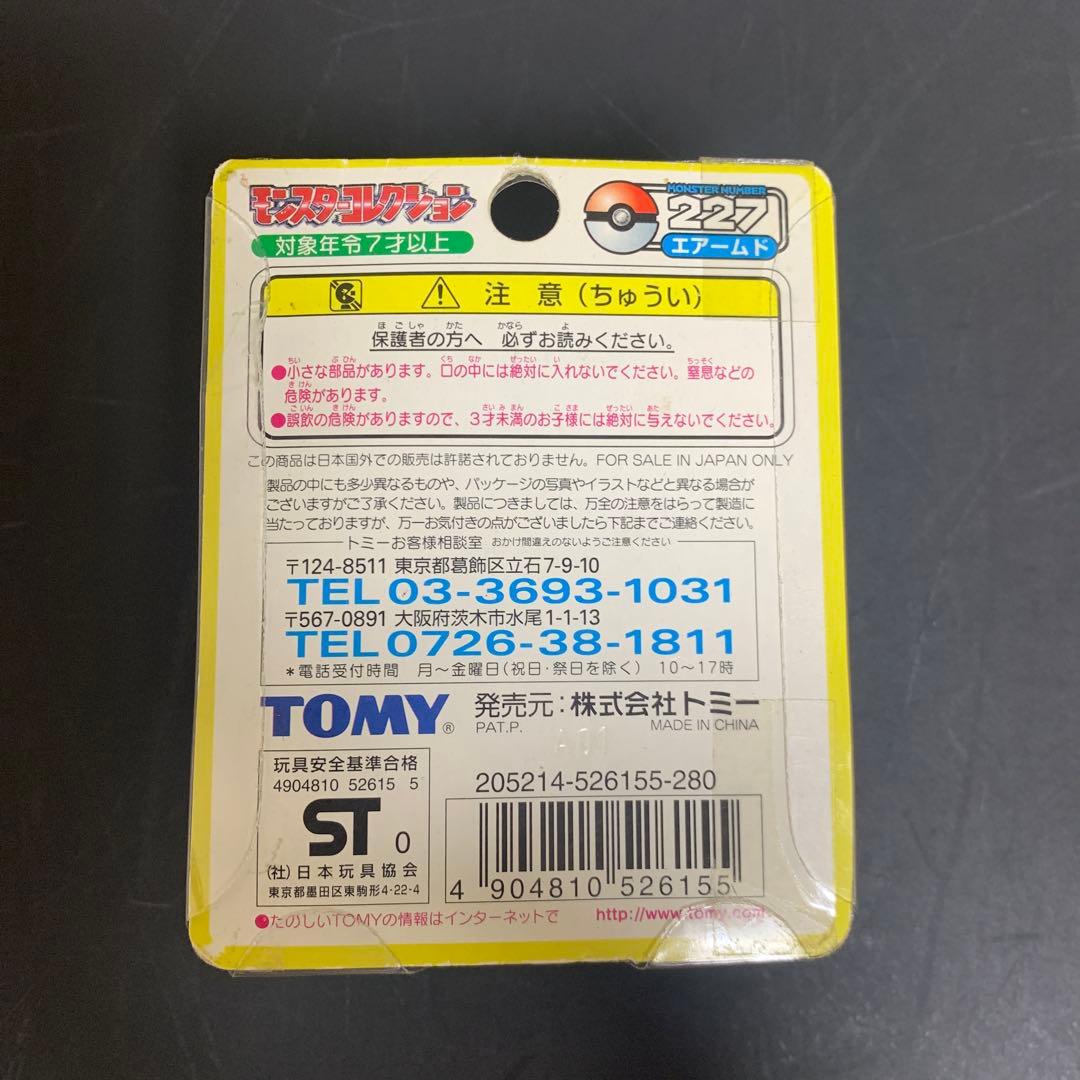 モンスターコレクション
対象年令7才以上
MONSTER NUMBER
227
エアームド
注 意(ちゅうい)
保護者の方へ 必ずお読みください。
●小さな部品があります。口の中には絶対に入れないでください。窒息などの
危険があります。
●誤飲の危険がありますので、3才未満のお子様には絶対に与えないでください。
この商品は日本国外での販売は許諾されておりません。FOR SALE IN JAPAN ONLY
製品の中にも多少異なるものや、パッケージの写真やイラストなどと異なる場合が
ございますがご了承ください。製品につきましては、万全の注意をはらって製造に
当たっておりますが、万一お気付きの点がございましたら下記までご連絡ください。
トミーお客様相談室 おかけ間違えのないようご注意ください
〒124-8511 東京都葛飾区立石7-9-10
TEL 03-3693-1031
〒567-0891 大阪府茨木市水尾1-1-13
TEL 0726-38-1811
*電話受付時間 月〜金曜日(祝日・祭日を除く) 10〜17時
TOMY® 発売元:株式会社トミー
PAT.P. MADE IN CHINA
玩具安全基準合格
4904810 52615 5
ST 0
(社)日本玩具協会
東京都墨田区東駒形4-22-4
205214-526155-280
4 904810 526155
●たのしいTOMYの情報はインターネットで http://www.tomy.com